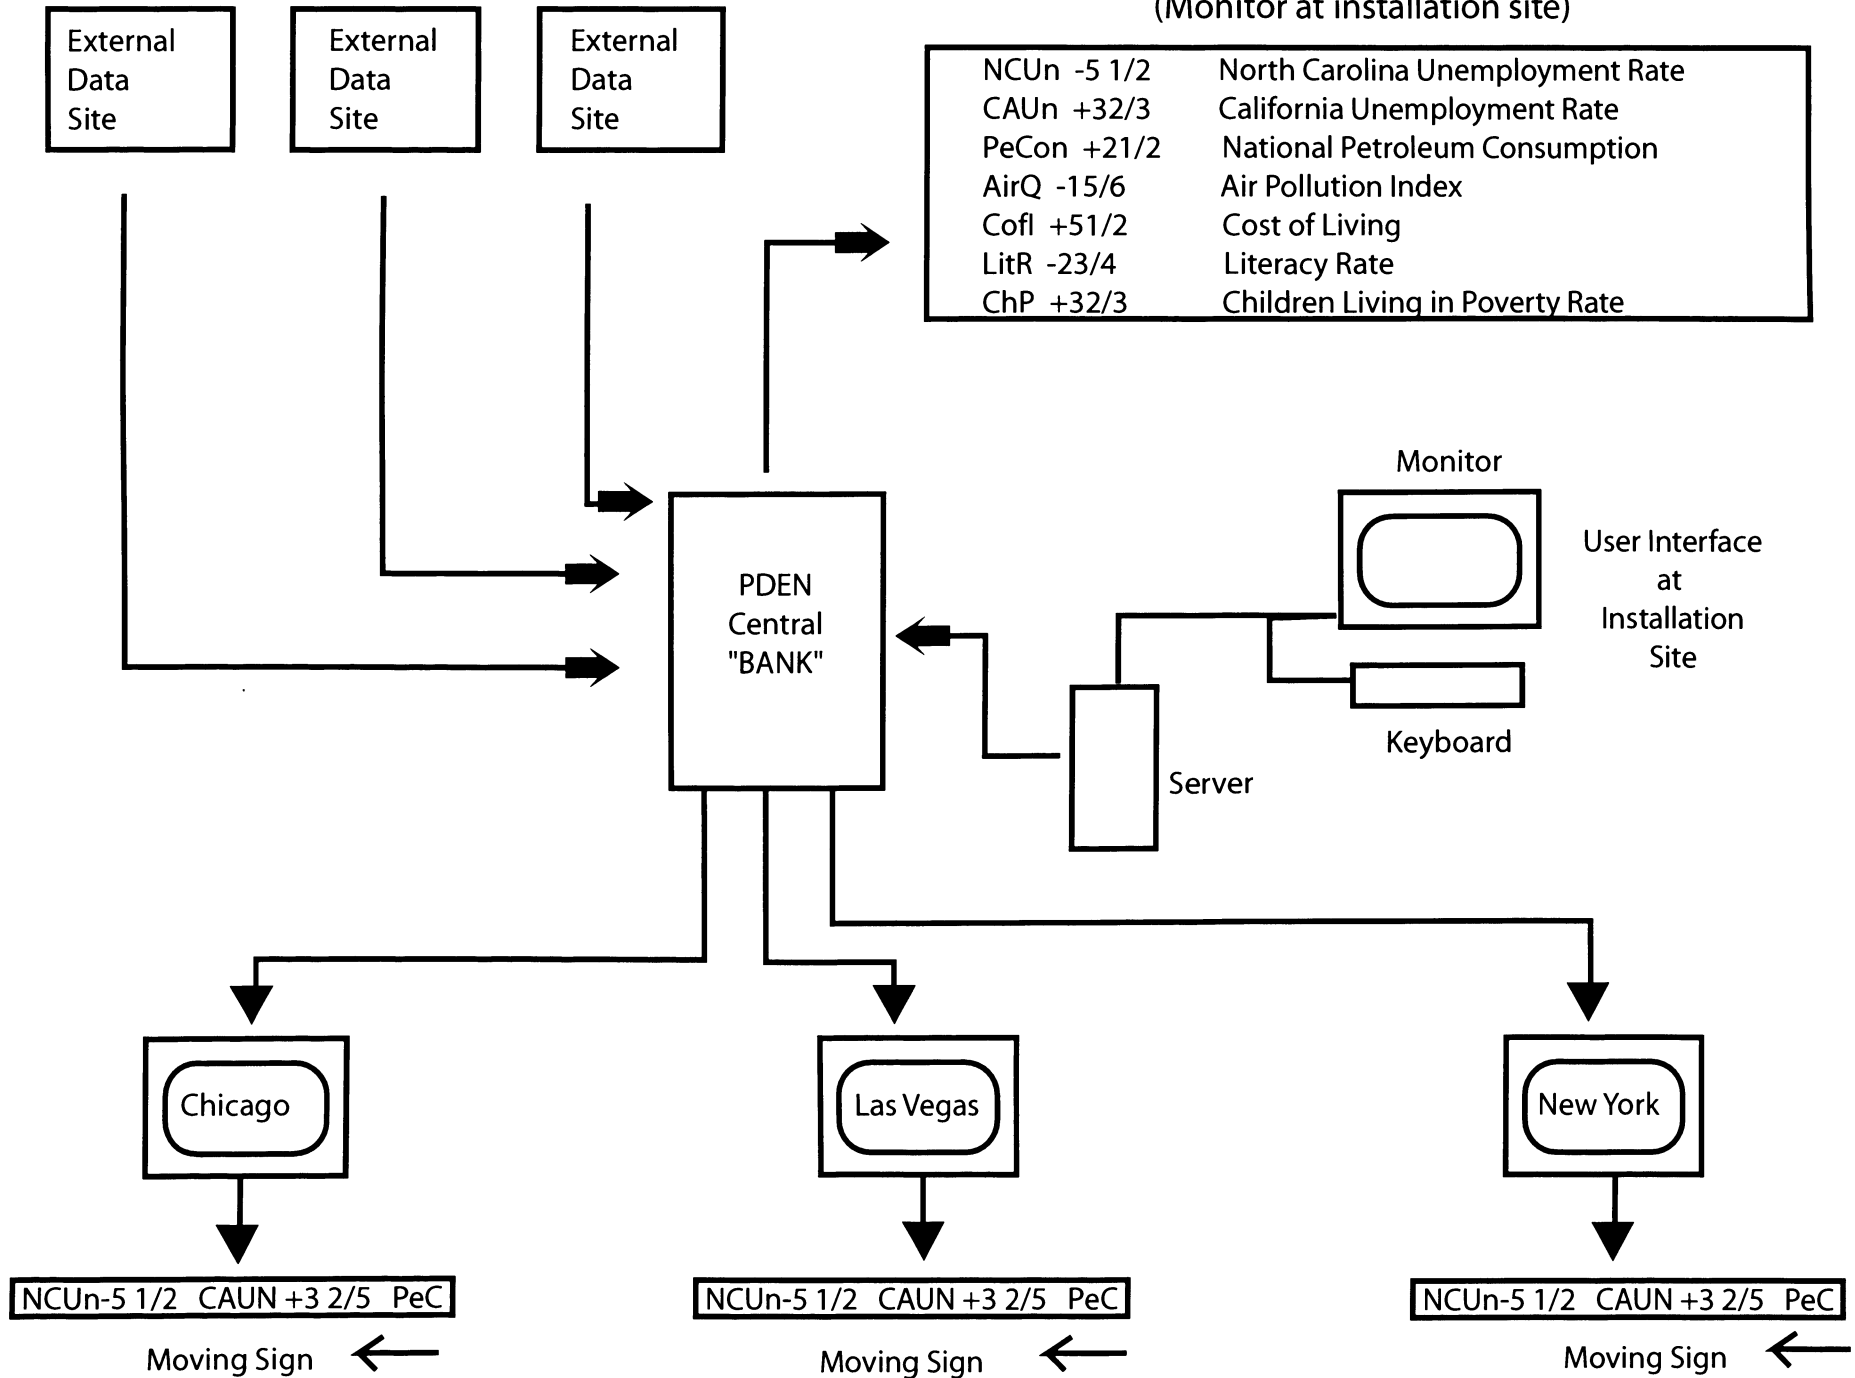 (Monitor at installation site)
External
Data
Site
External
Data
Site
External
Data
Site
NCUn -5 1/2 North Carolina Unemployment Rate
CAUn +32/3 California Unemployment Rate
PeCon +21/2 National Petroleum Consumption
AirQ -15/6 Air Pollution Index
Cofl +51/2 Cost of Living
LitR -23/4 Literacy Rate
ChP +32/3 Children Living in Poverty Rate
Monitor
User Interface
at
Installation
Site
PDEN
Central
"BANK"
Keyboard
Server
Chicago
Las Vegas
New York
NCUn-5 1/2 CAUN +3 2/5 PeC
NCUn-5 1/2 CAUN +3 2/5 PeC
NCUn-5 1/2 CAUN +3 2/5 PeC
Moving Sign
Moving Sign
Moving Sign